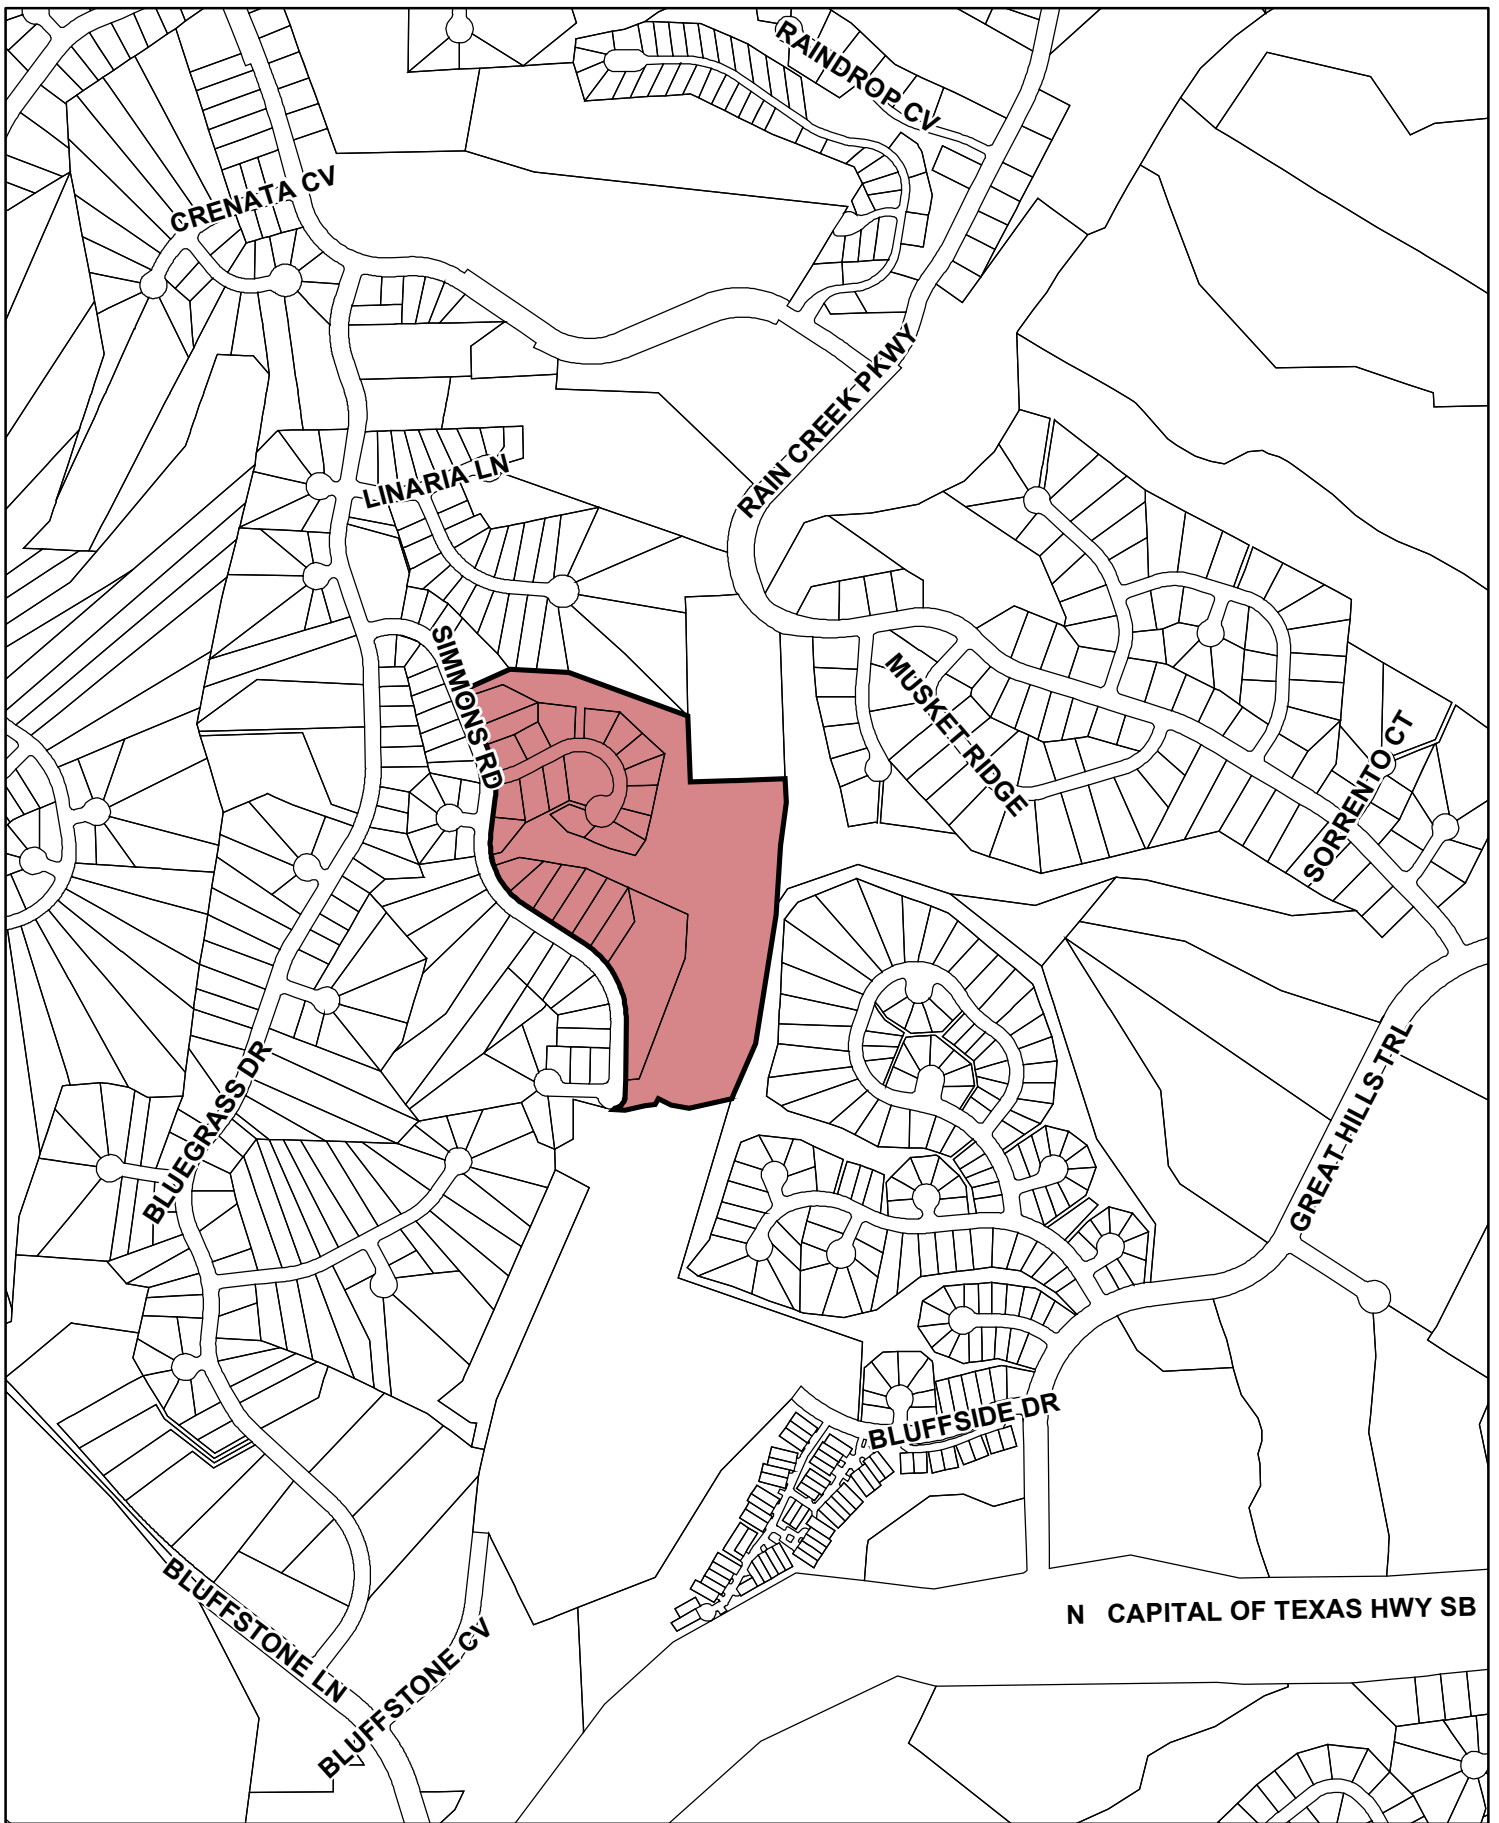 RAINDROP CV
CRENATA CV
RAIN CREEK PKWY
LINARIA LN
SIMMONS RD
MUSKET RIDGE
SORRENTO CT
BLUEGRASS DR
GREAT HILLS TRL
BLUFFSIDE DR
N CAPITAL OF TEXAS HWY SB
BLUFFSTONE LN
BLUFFSTONE CV